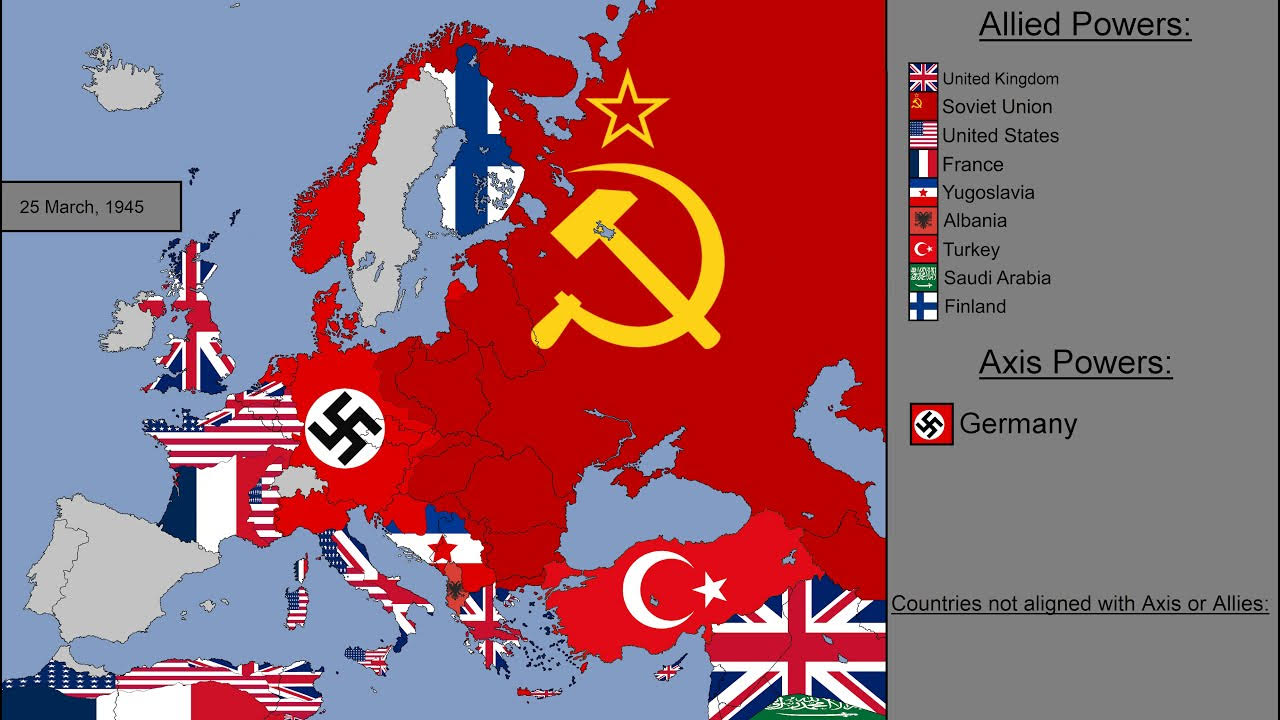 Allied Powers:
United Kingdom
Soviet Union
United States
France
Yugoslavia
Albania
Turkey
Saudi Arabia
Finland
25 March, 1945
Axis Powers:
Germany
Countries not aligned with Axis or Allies: